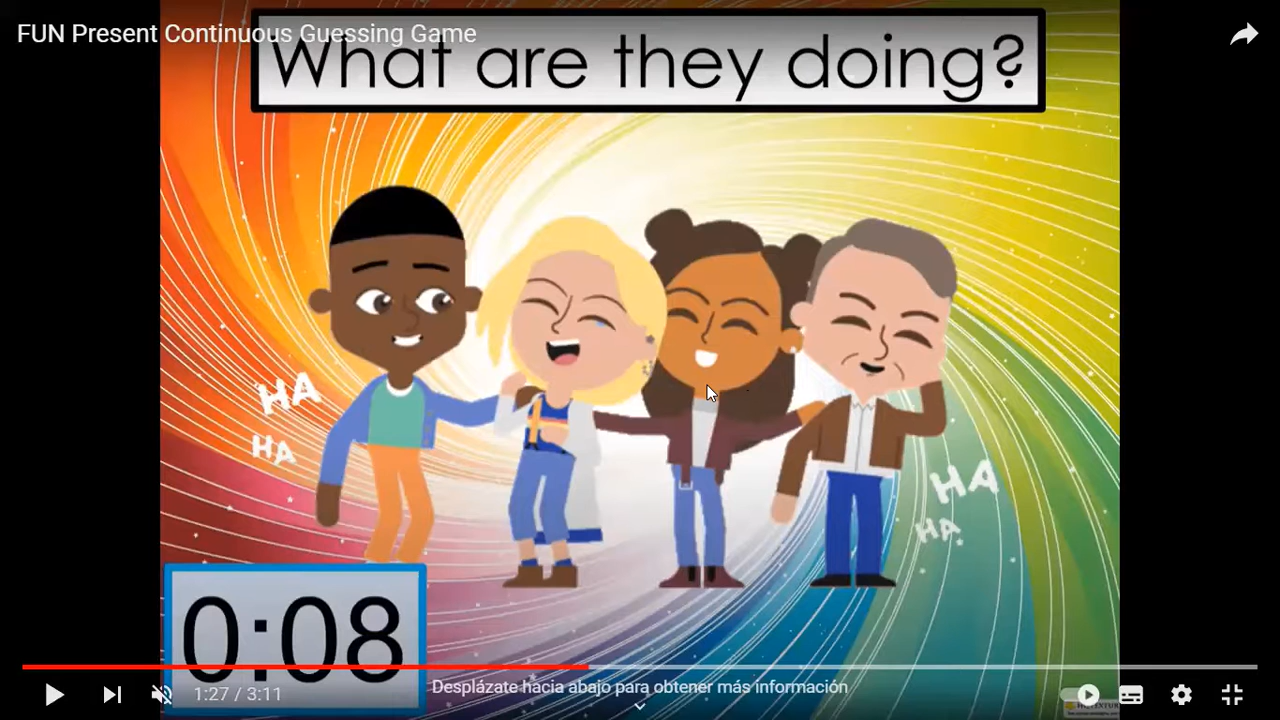 FUN Present Continuous Guessing Game
What are they doing?
HA
HA
HA
HA
0:08
1:27 / 3:11
Desplázate hacia abajo para obtener más información